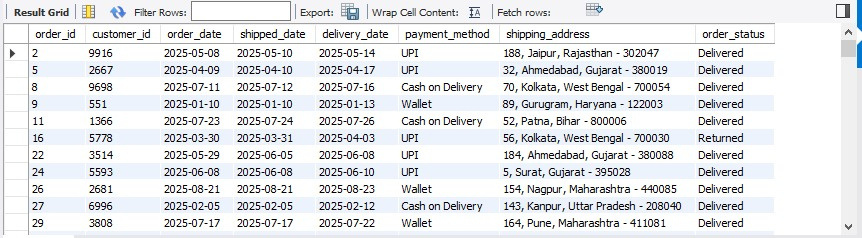 Result Grid Filter Rows: Export: Wrap Cell Content: Fetch rows:
order_id customer_id order_date shipped_date delivery_date payment_method shipping_address order_status
2 9916 2025-05-08 2025-05-10 2025-05-14 UPI 188, Jaipur, Rajasthan - 302047 Delivered
5 2667 2025-04-09 2025-04-10 2025-04-17 UPI 32, Ahmedabad, Gujarat - 380019 Delivered
8 9698 2025-07-11 2025-07-12 2025-07-16 Cash on Delivery 70, Kolkata, West Bengal - 700054 Delivered
9 551 2025-01-10 2025-01-10 2025-01-13 Wallet 89, Gurugram, Haryana - 122003 Delivered
11 1366 2025-07-23 2025-07-24 2025-07-26 Cash on Delivery 52, Patna, Bihar - 800006 Delivered
16 5778 2025-03-30 2025-03-31 2025-04-03 UPI 56, Kolkata, West Bengal - 700030 Returned
22 3514 2025-05-29 2025-06-05 2025-06-08 UPI 184, Ahmedabad, Gujarat - 380088 Delivered
24 5593 2025-06-08 2025-06-08 2025-06-10 UPI 5, Surat, Gujarat - 395028 Delivered
26 2681 2025-08-21 2025-08-21 2025-08-23 Wallet 154, Nagpur, Maharashtra - 440085 Delivered
27 6996 2025-02-05 2025-02-05 2025-02-12 Cash on Delivery 143, Kanpur, Uttar Pradesh - 208040 Delivered
29 3808 2025-07-17 2025-07-17 2025-07-22 Wallet 164, Pune, Maharashtra - 411081 Delivered